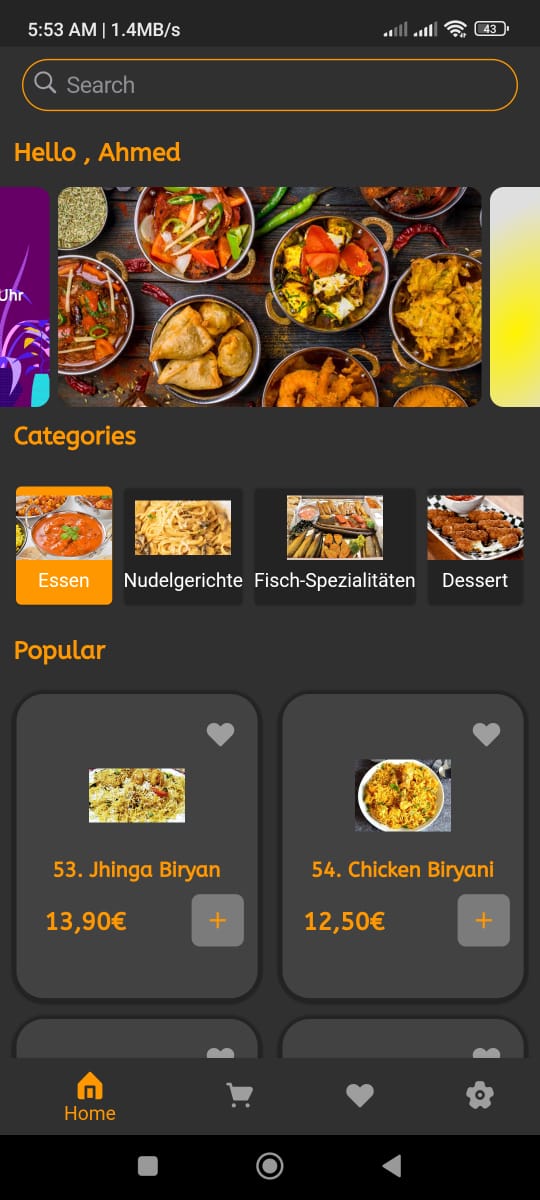 5:53 AM | 1.4MB/s 43
Search
Hello , Ahmed
Uhr
Categories
Essen Nudelgerichte Fisch-Spezialitäten Dessert
Popular
53. Jhinga Biryan 54. Chicken Biryani
13,90€ + 12,50€ +
Home